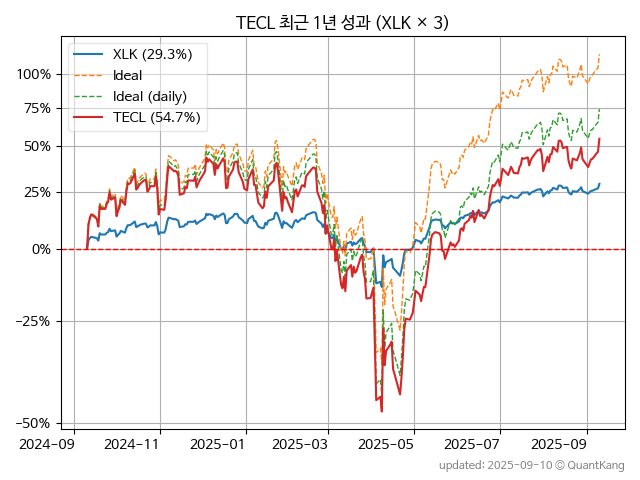 TECL 최근 1년 성과 (XLK × 3)
XLK (29.3%)
Ideal
Ideal (daily)
TECL (54.7%)
100%
75%
50%
25%
0%
−25%
−50%
2024-09
2024-11
2025-01
2025-03
2025-05
2025-07
2025-09
updated: 2025-09-10 © QuantKang